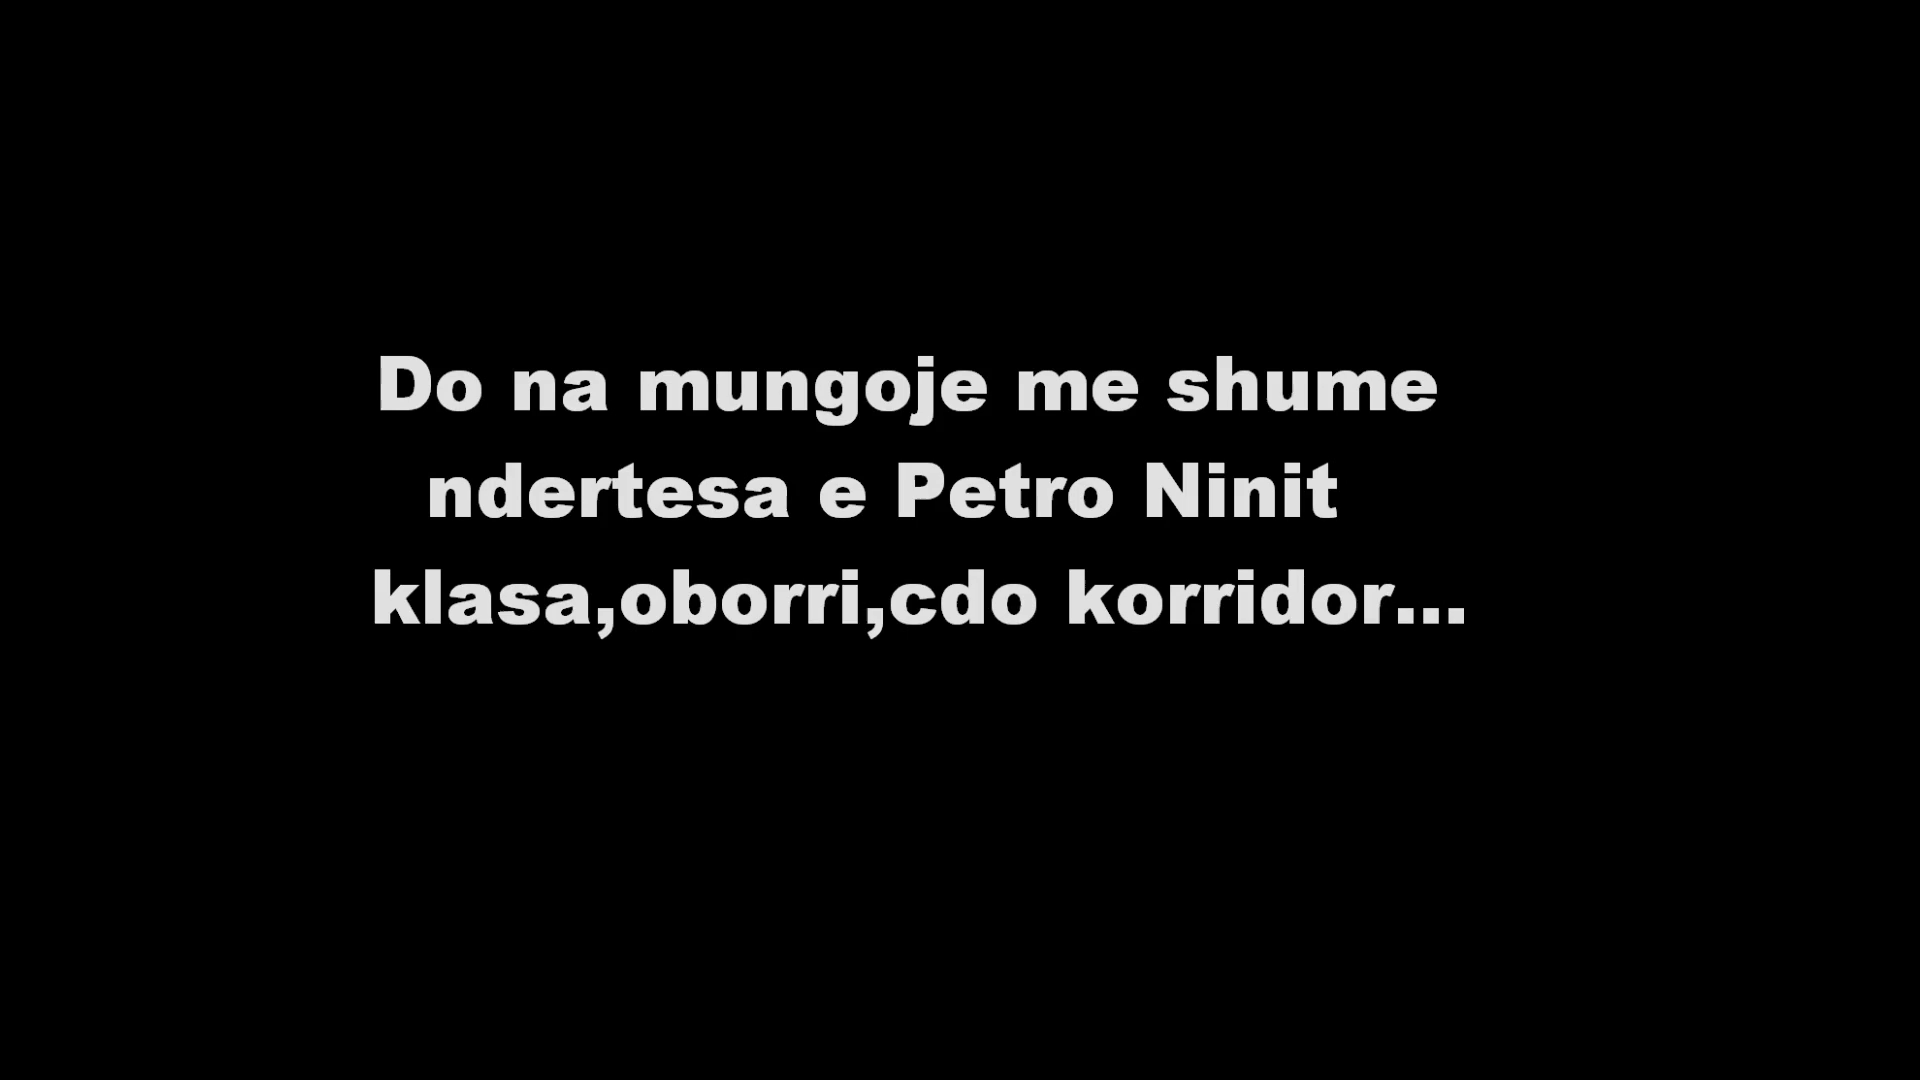 Do na mungoje me shume
ndertesa e Petro Ninit
klasa,oborri,cdo korridor...